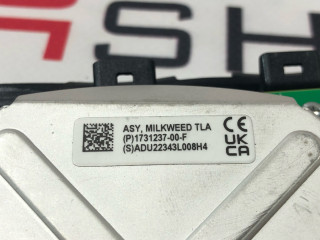 ASY, MILKWEED TLA
(P)1731237-00-F
(S)ADU22343L008H4
CE
UK
CA